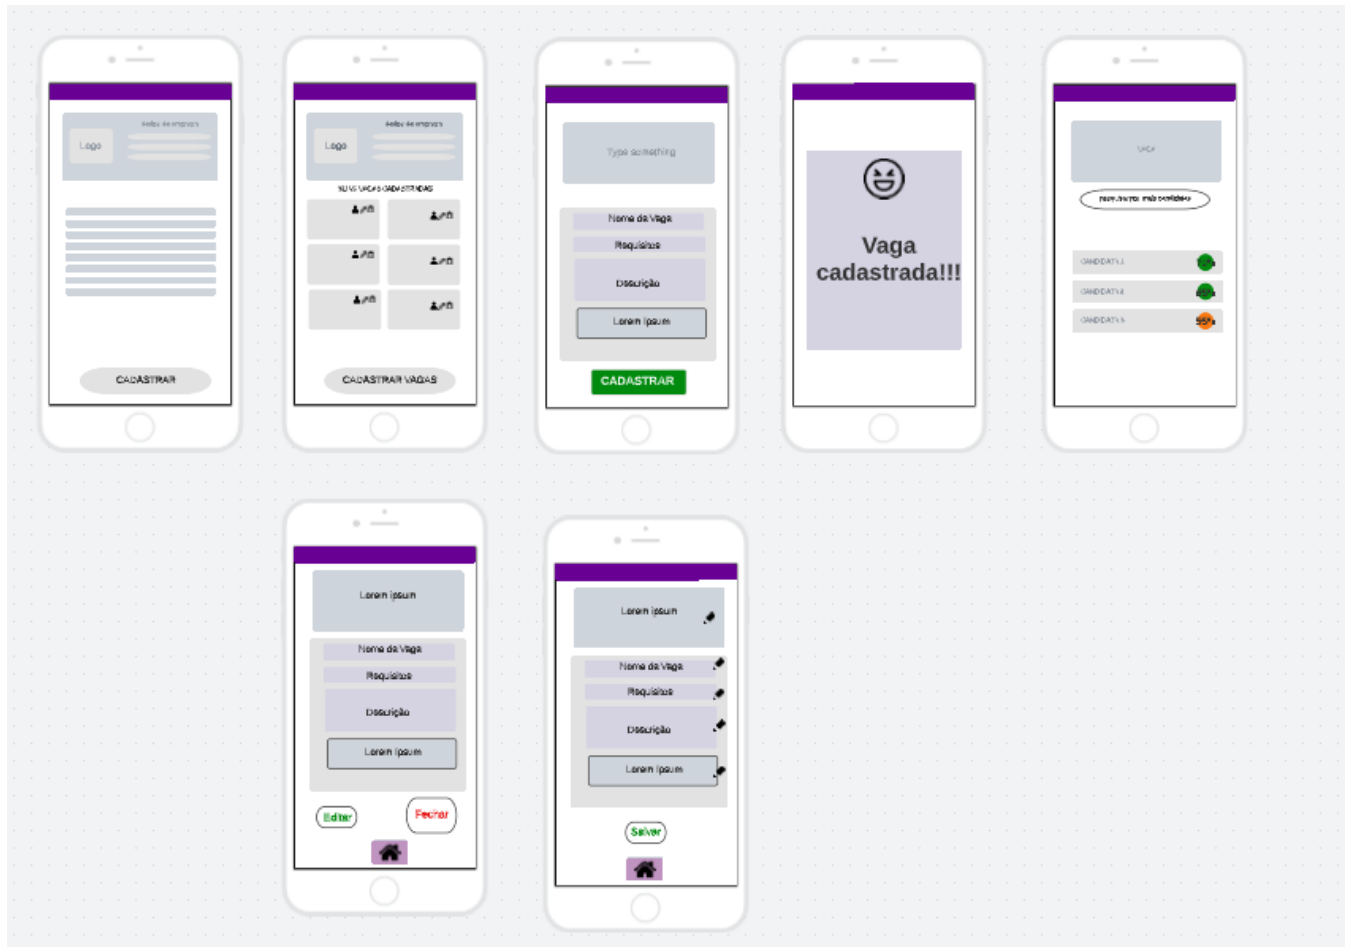 Logo
CADASTRAR
Logo
CADASTRAR VAGAS
Type something
Nome da Vaga
Requisitos
Descrição
Lorem Ipsum
CADASTRAR
Vaga
cadastrada!!!
55%
Lorem ipsum
Nome da Vaga
Requisitos
Descrição
Lorem Ipsum
Editar
Fechar
Lorem ipsum
Nome da Vaga
Requisitos
Descrição
Lorem Ipsum
Salvar